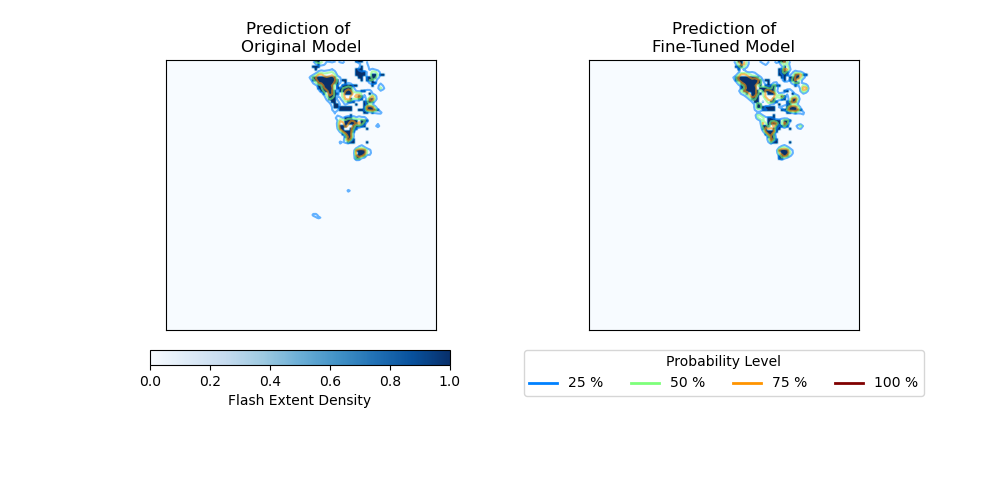 Prediction of
Original Model
Prediction of
Fine-Tuned Model
0.0 0.2 0.4 0.6 0.8 1.0
Flash Extent Density
Probability Level
25 % 50 % 75 % 100 %